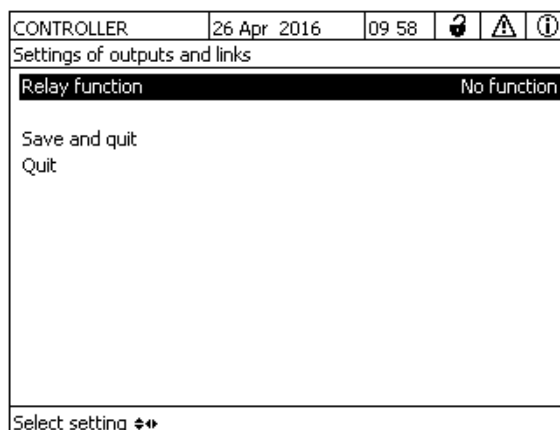 CONTROLLER 26 Apr 2016 09 58
Settings of outputs and links
Relay function No function
Save and quit
Quit
Select setting